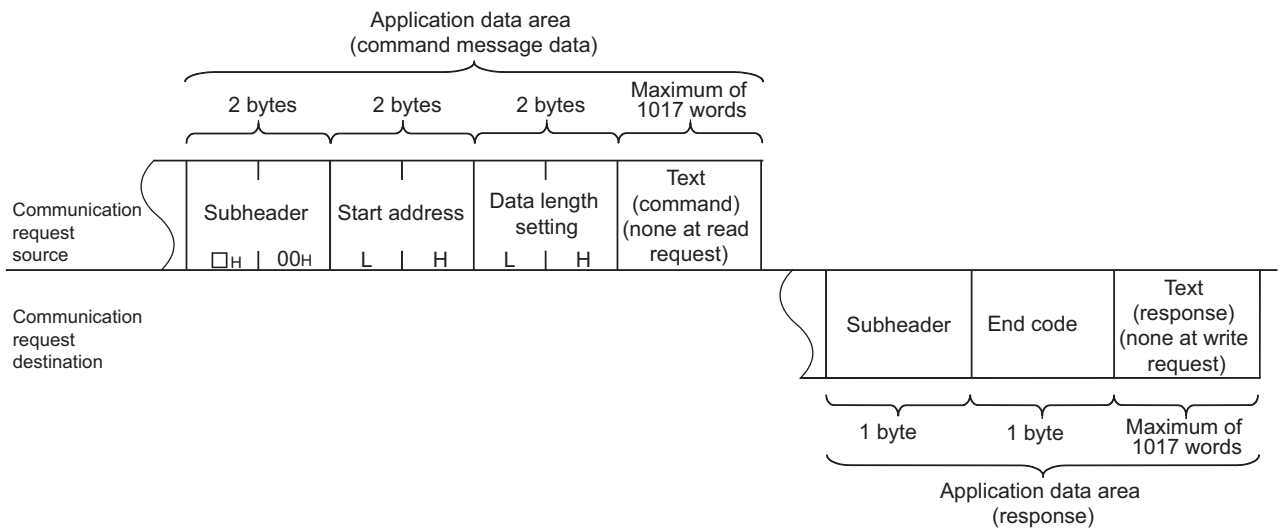 Application data area
(command message data)
2 bytes
2 bytes
2 bytes
Maximum of
1017 words
Communication
request
source
Subheader
□H
00H
Start address
L
H
Data length
setting
L
H
Text
(command)
(none at read
request)
Communication
request
destination
Subheader
End code
Text
(response)
(none at write
request)
1 byte
1 byte
Maximum of
1017 words
Application data area
(response)